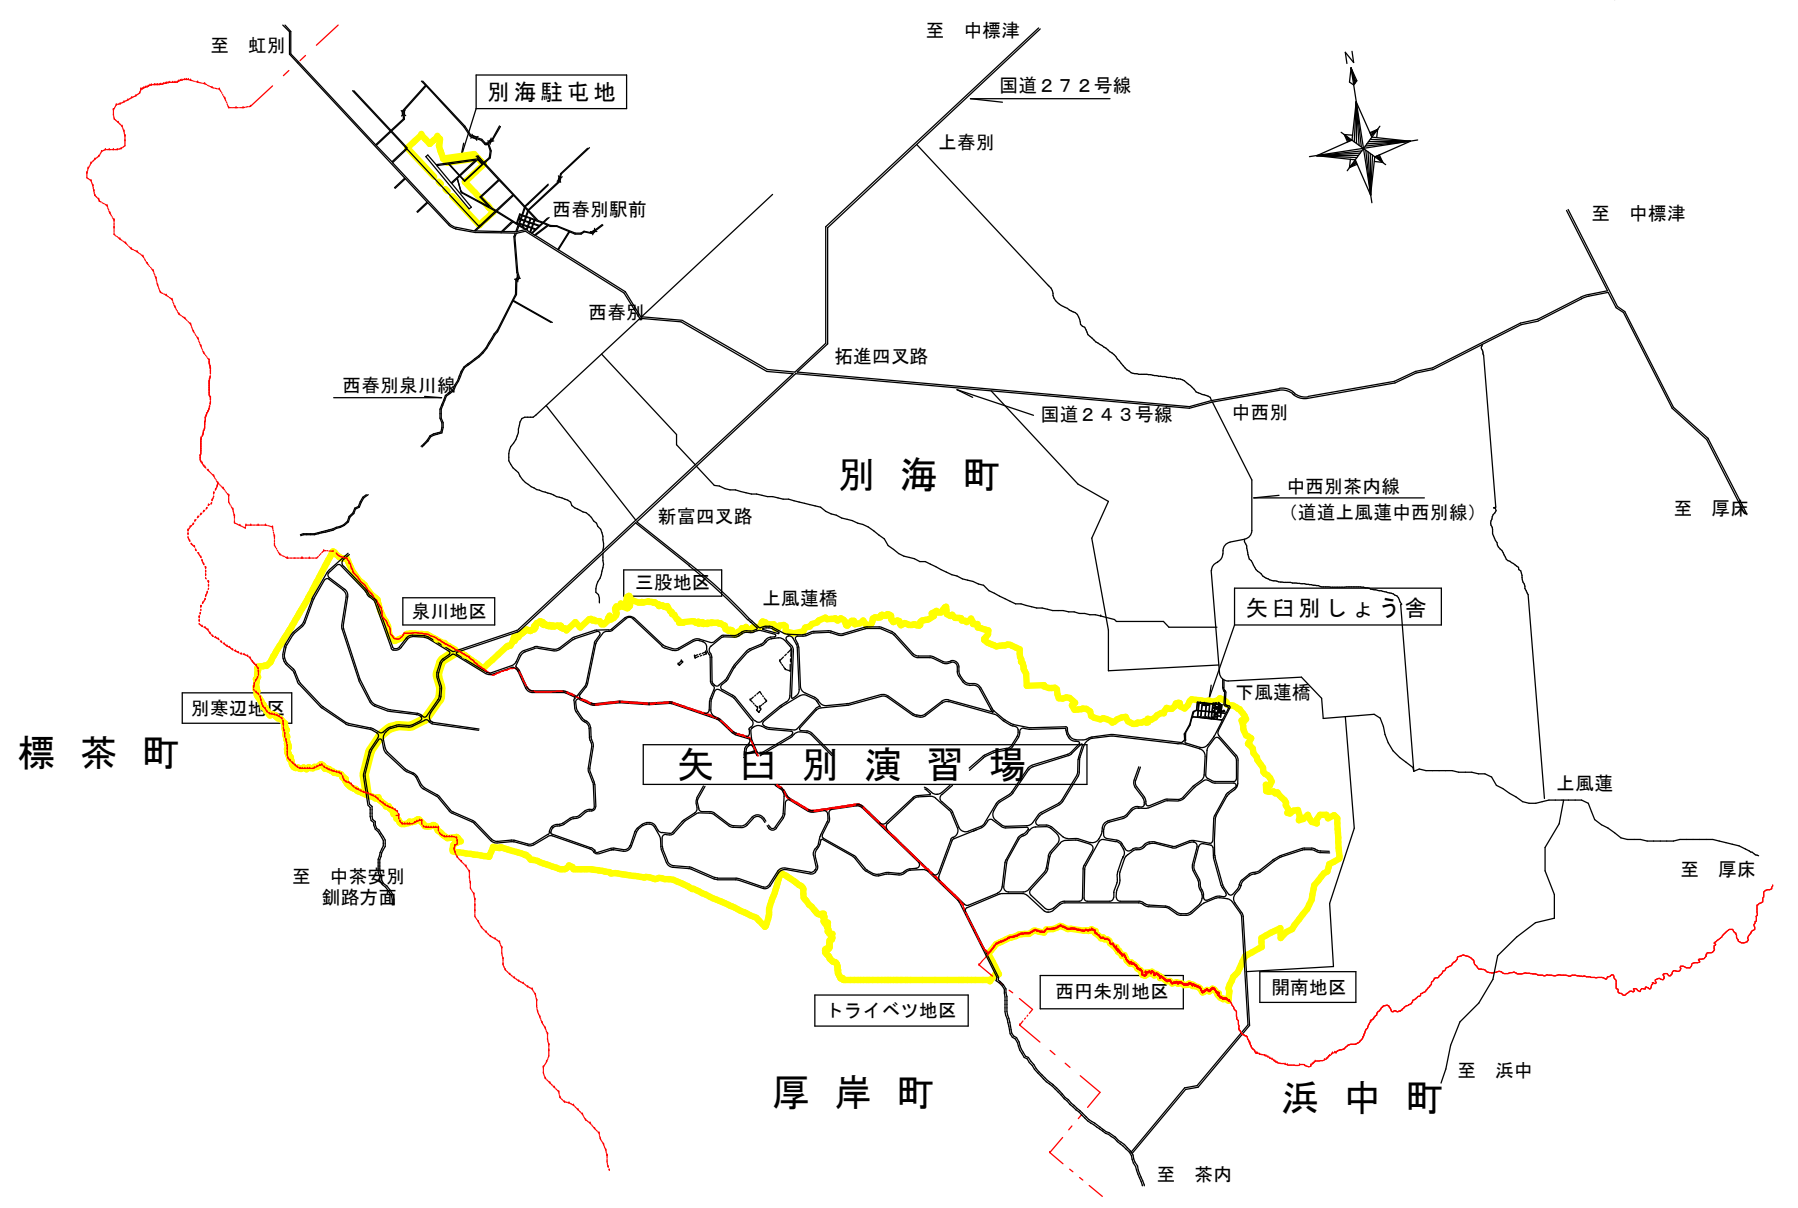 至　中標津
至　虹別
N
国道２７２号線
別海駐屯地
上春別
西春別駅前
至　中標津
西春別
拓進四叉路
西春別泉川線
国道２４３号線
中西別
別海町
中西別茶内線
（道道上風蓮中西別線）
至　厚床
新富四叉路
三股地区
泉川地区
上風蓮橋
矢臼別しょう舎
別寒辺地区
下風蓮橋
標茶町
矢臼別演習場
上風蓮
至　厚床
至　中茶安別
釧路方面
西円朱別地区
開南地区
トライベツ地区
至　浜中
厚岸町
浜中町
至　茶内